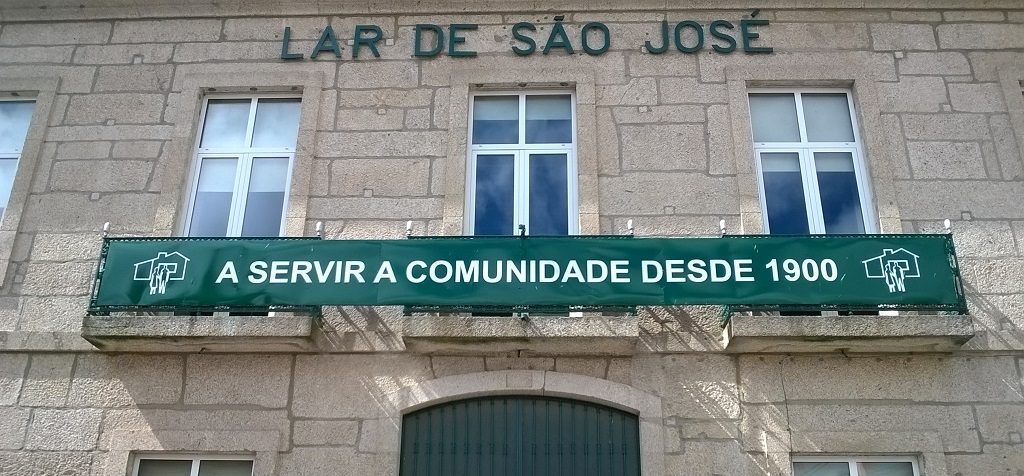 LAR DE SÃO JOSÉ
A SERVIR A COMUNIDADE DESDE 1900